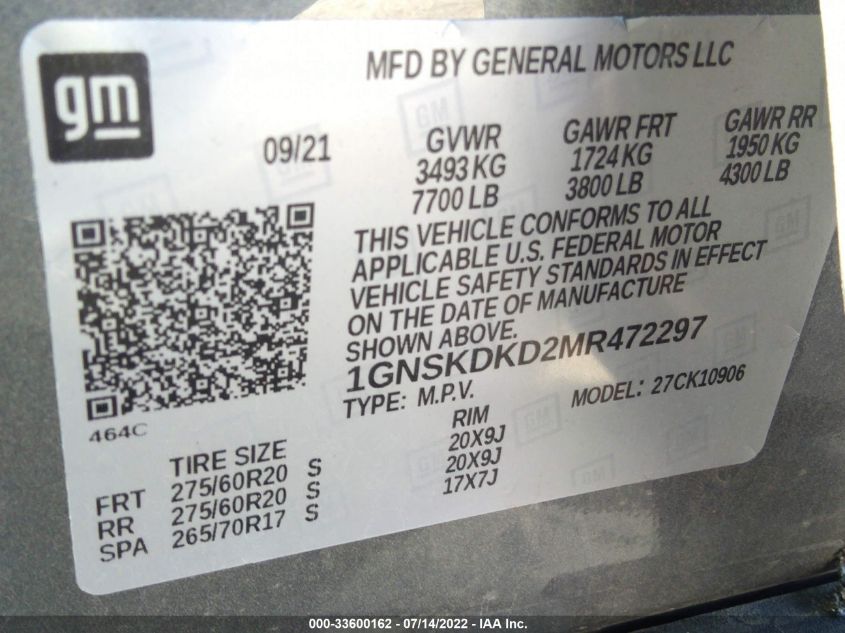 gm
MFD BY GENERAL MOTORS LLC
09/21
GVWR GAWR FRT GAWR RR
3493 KG 1724 KG 1950 KG
7700 LB 3800 LB 4300 LB
THIS VEHICLE CONFORMS TO ALL
APPLICABLE U.S. FEDERAL MOTOR
VEHICLE SAFETY STANDARDS IN EFFECT
ON THE DATE OF MANUFACTURE
SHOWN ABOVE.
1GNSKDKD2MR472297
TYPE: M.P.V. MODEL: 27CK10906
464C
TIRE SIZE RIM
FRT 275/60R20 S 20X9J
RR 275/60R20 S 20X9J
SPA 265/70R17 S 17X7J
000-33600162 - 07/14/2022 - IAA Inc.